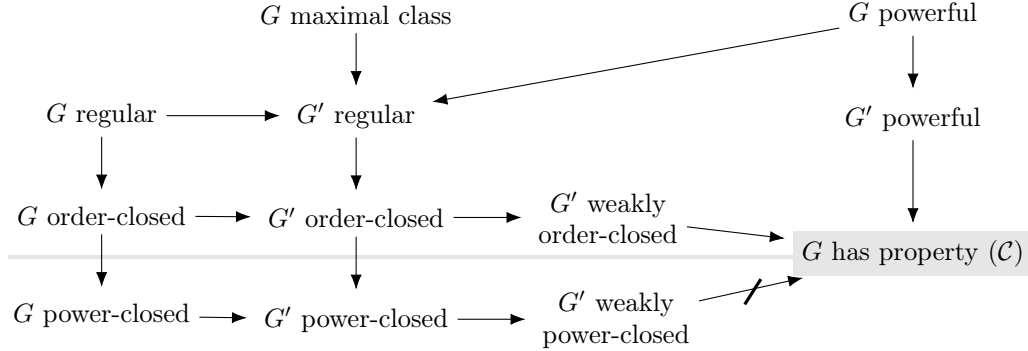 G maximal class
G powerful
G regular
G′ regular
G′ powerful
G order-closed
G′ order-closed
G′ weakly
order-closed
G has property (𝒞)
G power-closed
G′ power-closed
G′ weakly
power-closed